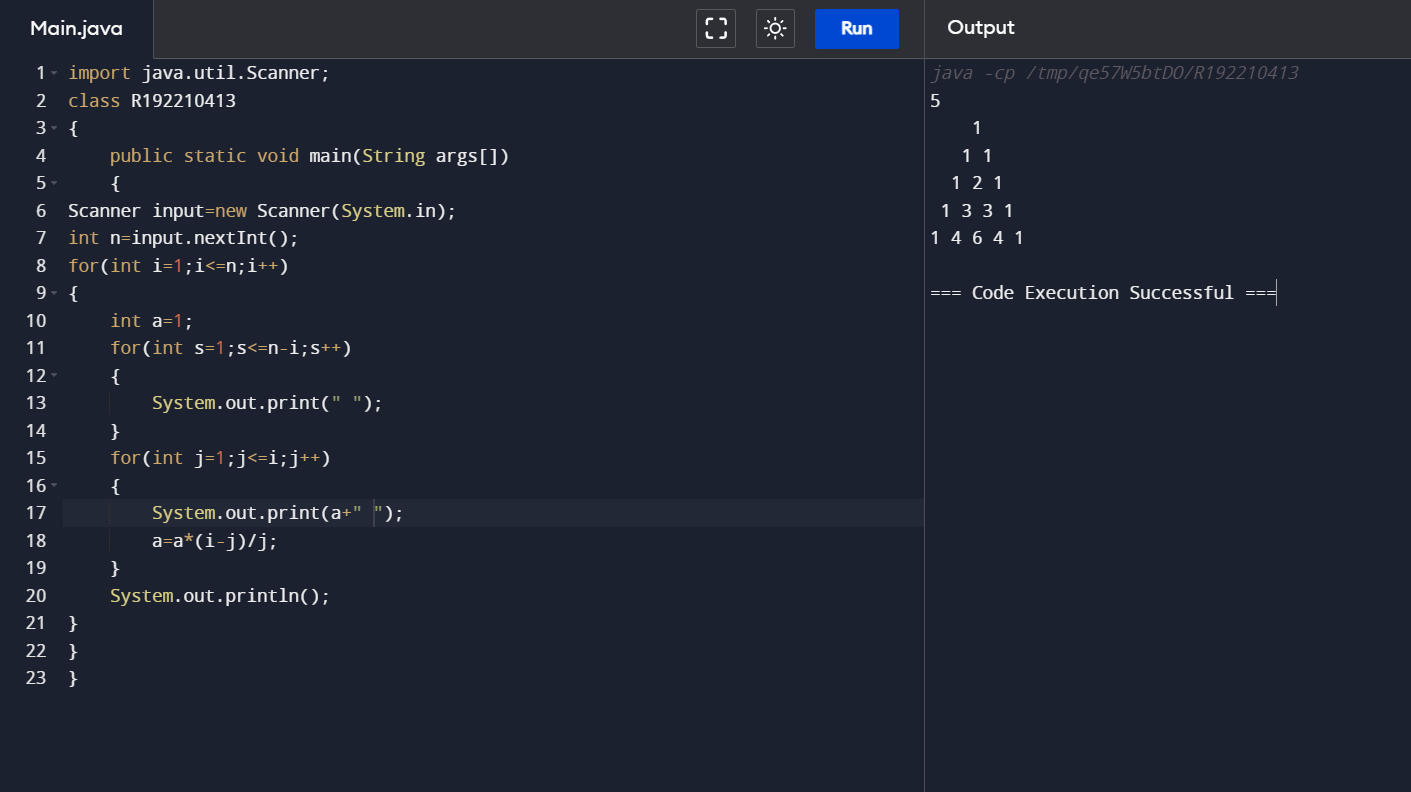 Main.java
Run
1 import java.util.Scanner;
2 class R192210413
3 {
4     public static void main(String args[])
5     {
6 Scanner input=new Scanner(System.in);
7 int n=input.nextInt();
8 for(int i=1;i<=n;i++)
9 {
10     int a=1;
11     for(int s=1;s<=n-i;s++)
12     {
13         System.out.print(" ");
14     }
15     for(int j=1;j<=i;j++)
16     {
17         System.out.print(a+" ");
18         a=a*(i-j)/j;
19     }
20     System.out.println();
21 }
22 }
23 }
Output
java -cp /tmp/qe57W5btDO/R192210413
5
    1
   1 1
  1 2 1
 1 3 3 1
1 4 6 4 1
=== Code Execution Successful ===